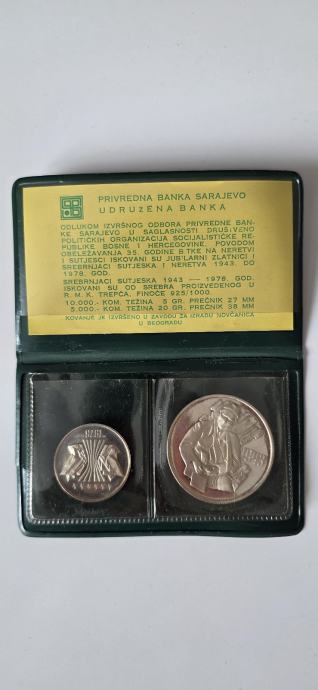 PRIVREDNA BANKA SARAJEVO
UDRUŽENA BANKA
ODLUKOM IZVRŠNOG ODBORA PRIVREDNE BAN-
KE SARAJEVO U SAGLASNOSTI DRUŠTVENO
POLITIČKIH ORGANIZACIJA SOCIJALISTIČKE RE-
PUBLIKE BOSNE I HERCEGOVINE, POVODOM
OBELEŽAVANJA 35. GODINE BITKE NA NERETVI
I SUTJESCI ISKOVANI SU JUBILARNI ZLATNICI I
SREBRNJACI SUTJESKA I NERETVA 1943. DO
1978. GOD.
SREBRNJACI SUTJESKA 1943 — 1978. GOD.
ISKOVANI SU OD SREBRA PROIZVEDENOG U
R. M. K. TREPČA, FINOĆE 925/1000.
10.000.- KOM. TEŽINA 5 GR. PREČNIK 27 MM
5.000.- KOM. TEŽINA 20 GR. PREČNIK 38 MM
KOVANJE JE IZVRŠENO U ZAVODU ZA IZRADU NOVČANICA
U BEOGRADU